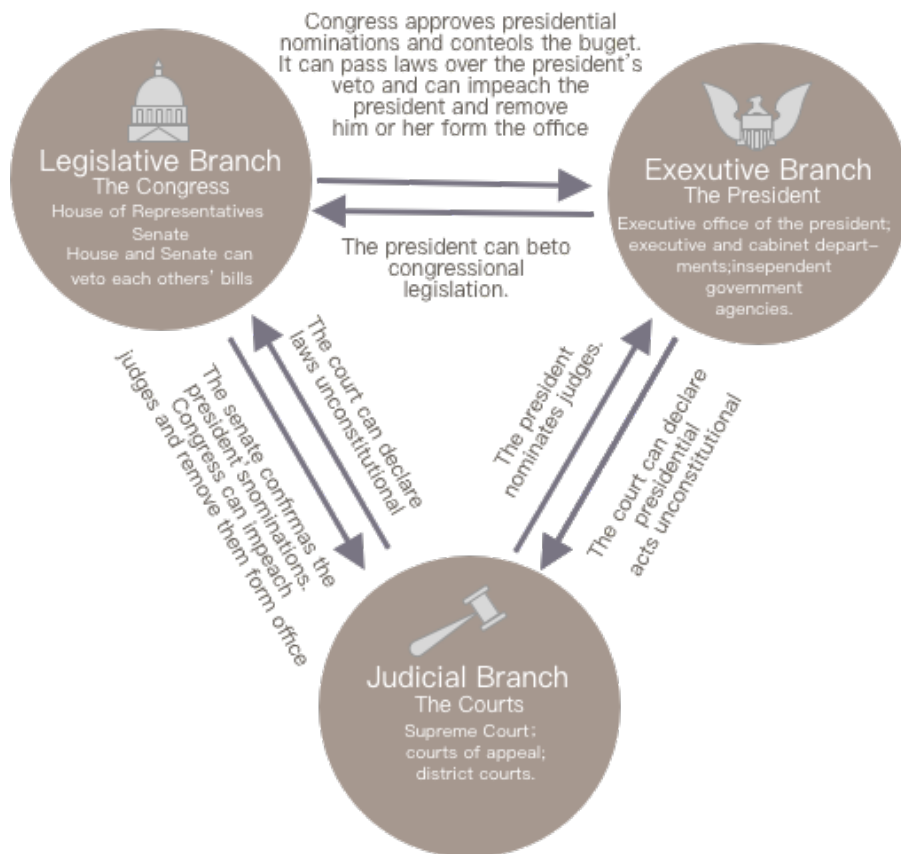 Congress approves presidential
nominations and conteols the buget.
It can pass laws over the president's
veto and can impeach the
president and remove
him or her form the office
Legislative Branch
The Congress
House of Representatives
Senate
House and Senate can
veto each others' bills
Exexutive Branch
The President
Executive office of the president;
executive and cabinet depart-
ments;insependent
government
agencies.
The president can beto
congressional
legislation.
The court can declare
laws unconstitutional
The senate confirmas the
president'snominations.
Congress can impeach
judges and remove them form office
The president
nominates judges.
The court can declare
presidential
acts unconstitutional
Judicial Branch
The Courts
Supreme Court;
courts of appeal;
district courts.